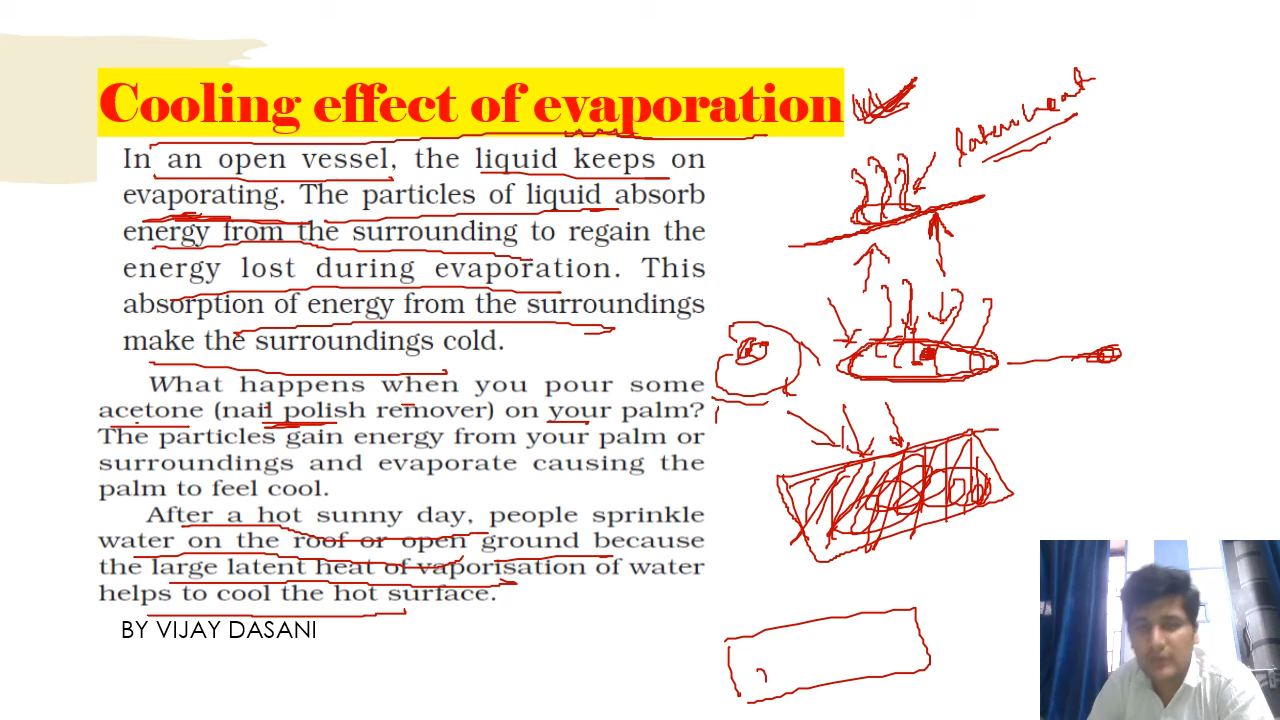 Cooling effect of evaporation
latent heat
In an open vessel, the liquid keeps on
evaporating. The particles of liquid absorb
energy from the surrounding to regain the
energy lost during evaporation. This
absorption of energy from the surroundings
make the surroundings cold.
What happens when you pour some
acetone (nail polish remover) on your palm?
The particles gain energy from your palm or
surroundings and evaporate causing the
palm to feel cool.
After a hot sunny day, people sprinkle
water on the roof or open ground because
the large latent heat of vaporisation of water
helps to cool the hot surface.
BY VIJAY DASANI